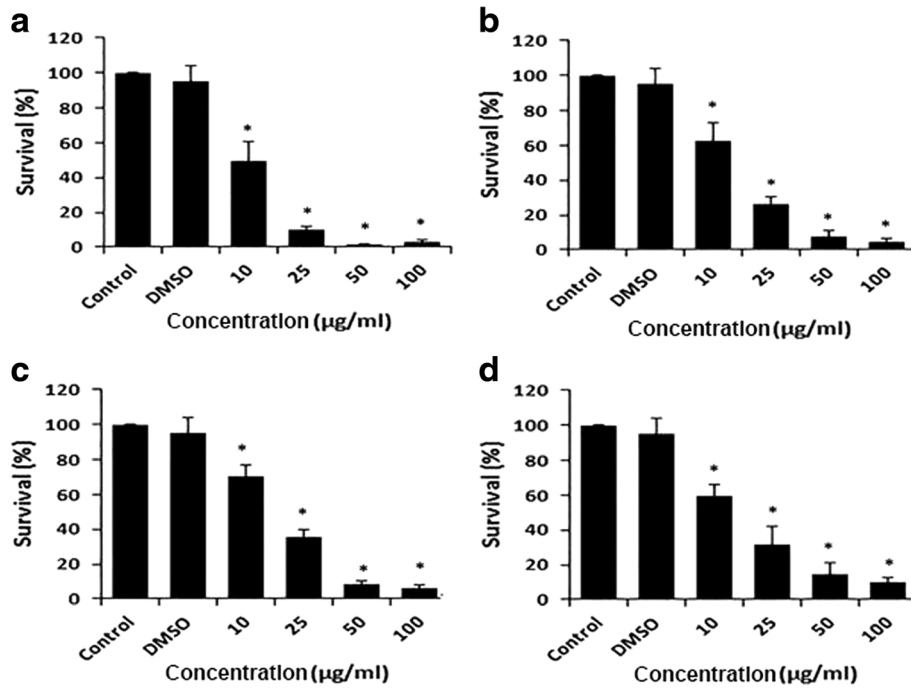 a
120
100
80
60
40
20
0
Survival (%)
* * * *
Control DMSO 10 25 50 100
Concentration (µg/ml)
b
120
100
80
60
40
20
0
Survival (%)
* * * *
Control DMSO 10 25 50 100
Concentration (µg/ml)
c
120
100
80
60
40
20
0
Survival (%)
* * * *
Control DMSO 10 25 50 100
Concentration (µg/ml)
d
120
100
80
60
40
20
0
Survival (%)
* * * *
Control DMSO 10 25 50 100
Concentration (µg/ml)